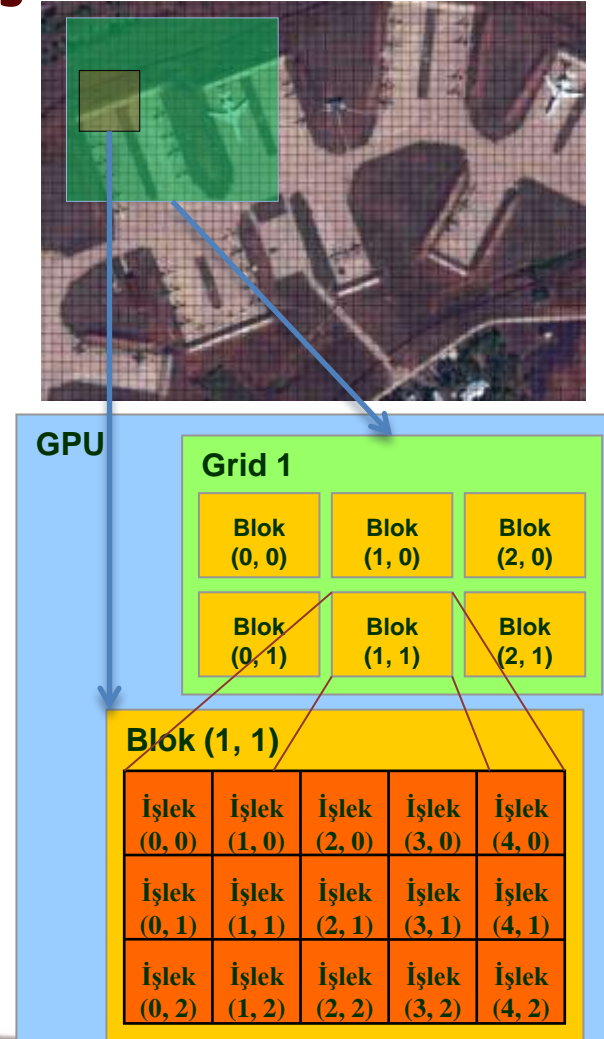 GPU
Grid 1
Blok
(0, 0)
Blok
(1, 0)
Blok
(2, 0)
Blok
(0, 1)
Blok
(1, 1)
Blok
(2, 1)
Blok (1, 1)
İşlek
(0, 0)
İşlek
(1, 0)
İşlek
(2, 0)
İşlek
(3, 0)
İşlek
(4, 0)
İşlek
(0, 1)
İşlek
(1, 1)
İşlek
(2, 1)
İşlek
(3, 1)
İşlek
(4, 1)
İşlek
(0, 2)
İşlek
(1, 2)
İşlek
(2, 2)
İşlek
(3, 2)
İşlek
(4, 2)